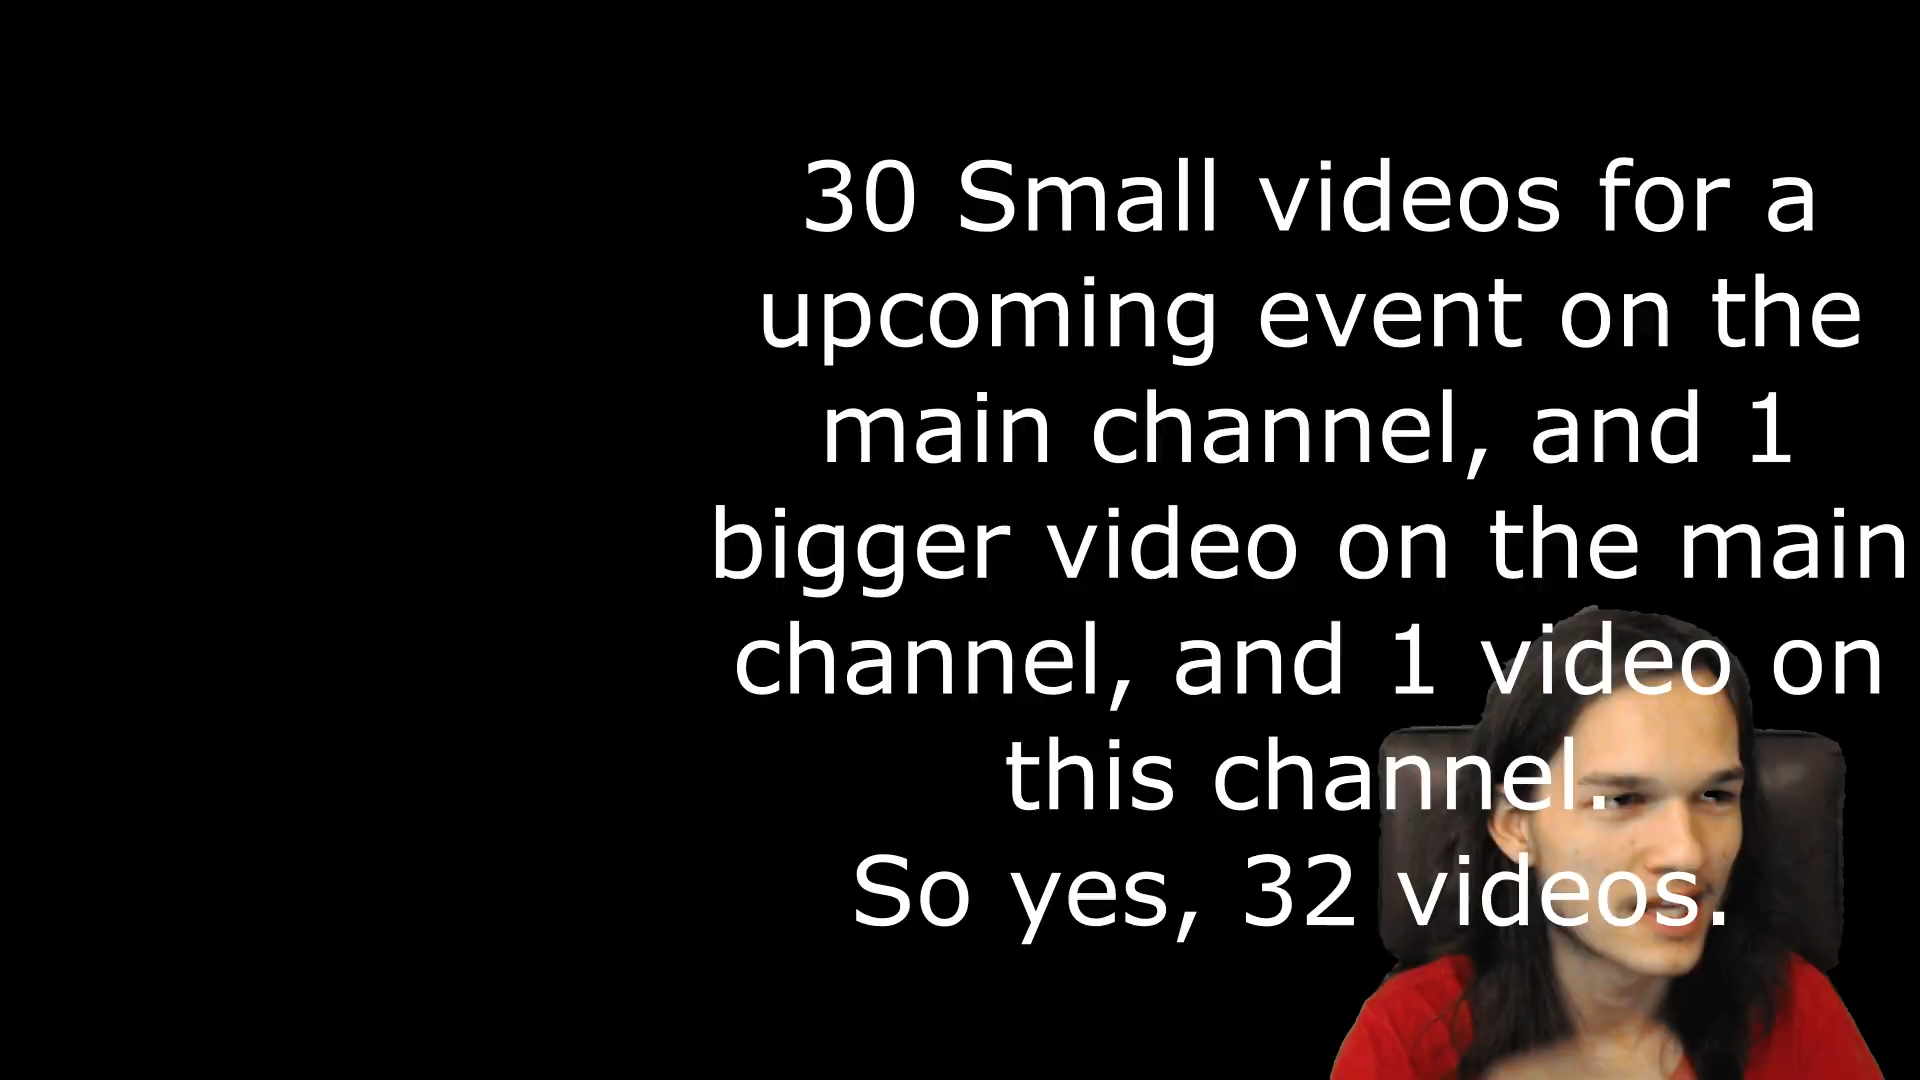 30 Small videos for a
upcoming event on the
main channel, and 1
bigger video on the main
channel, and 1 video on
this channel.
So yes, 32 videos.